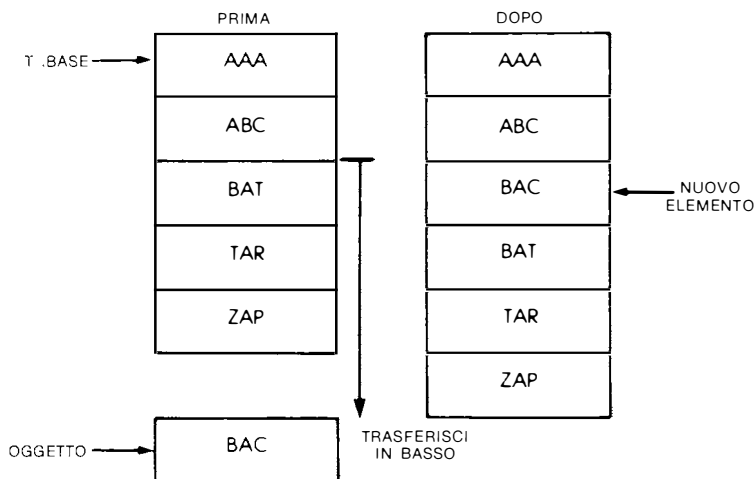 PRIMA
DOPO
T .BASE
AAA
AAA
ABC
ABC
BAT
BAC
NUOVO
ELEMENTO
TAR
BAT
ZAP
TAR
ZAP
OGGETTO
BAC
TRASFERISCI
IN BASSO